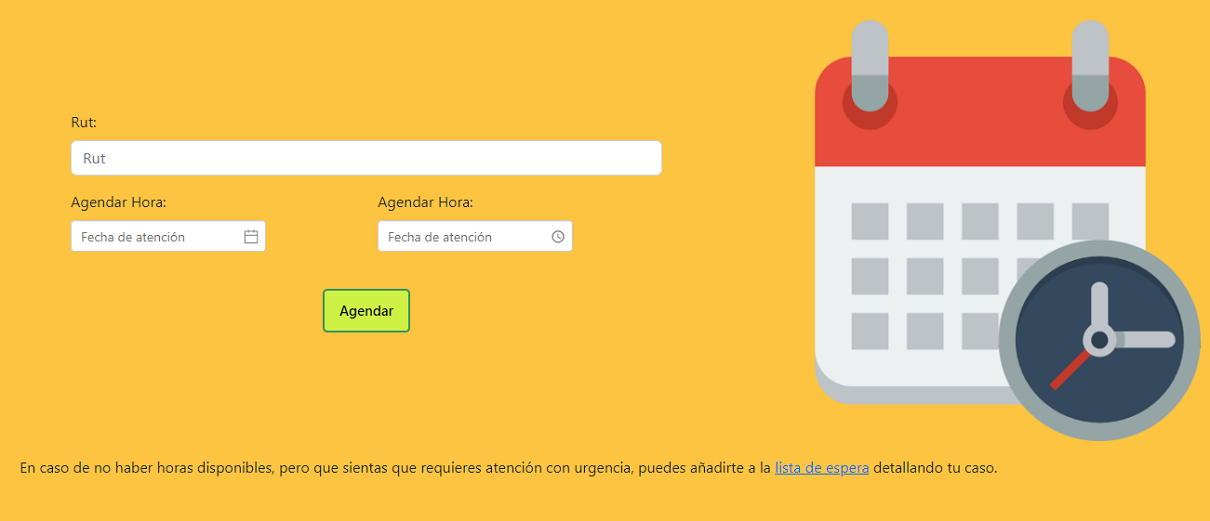 Rut:
Rut
Agendar Hora: Agendar Hora:
Fecha de atención Fecha de atención
Agendar
En caso de no haber horas disponibles, pero que sientas que requieres atención con urgencia, puedes añadirte a la lista de espera detallando tu caso.